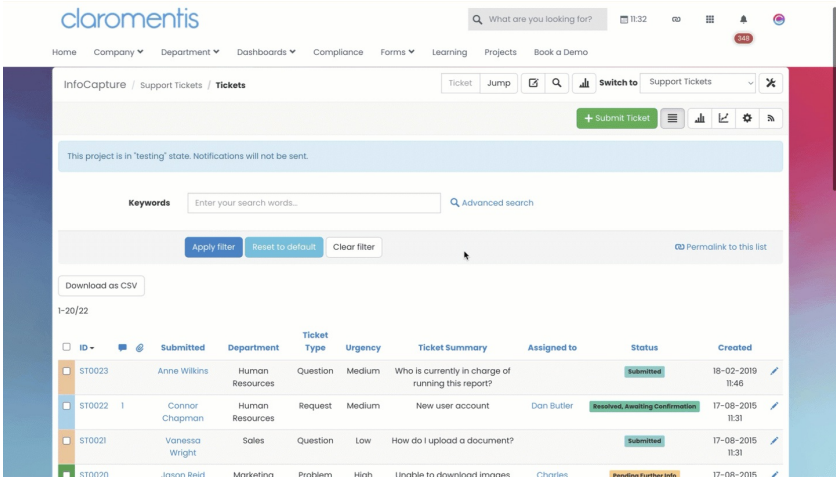 claromentis
What are you looking for?
11:32
348
Home Company Department Dashboards Compliance Forms Learning Projects Book a Demo
InfoCapture / Support Tickets / Tickets
Ticket Jump Switch to Support Tickets
+ Submit Ticket
This project is in "testing" state. Notifications will not be sent.
Keywords Enter your search words... Advanced search
Apply filter Reset to default Clear filter Permalink to this list
Download as CSV
1-20/22
ID Submitted Department Ticket Type Urgency Ticket Summary Assigned to Status Created
ST0023 Anne Wilkins Human Resources Question Medium Who is currently in charge of running this report? Submitted 18-02-2019 11:46
ST0022 1 Connor Chapman Human Resources Request Medium New user account Dan Butler Resolved, Awaiting Confirmation 17-08-2015 11:31
ST0021 Vanessa Wright Sales Question Low How do I upload a document? Submitted 17-08-2015 11:31
ST0020 Jason Reid Marketing Problem High Unable to download images Charles Pending Further Info 17-08-2015